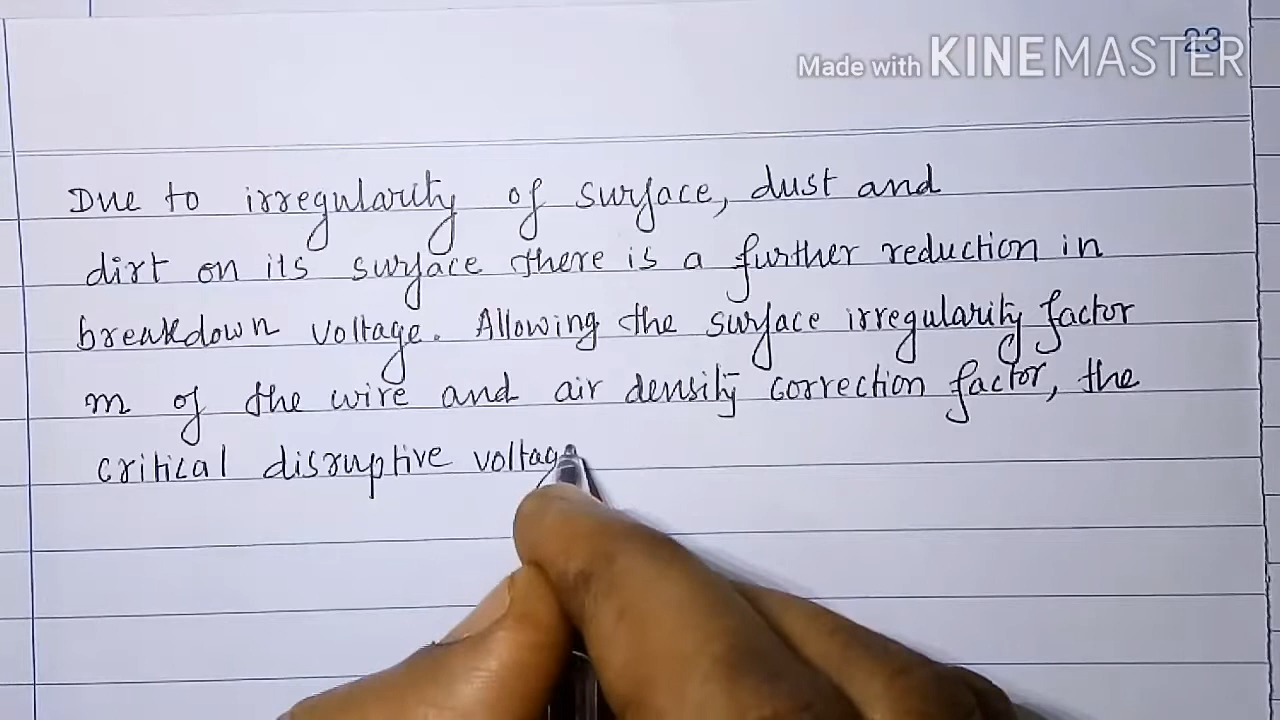 23
Made with KINEMASTER
Due to irregularity of surface, dust and
dirt on its surface there is a further reduction in
breakdown voltage. Allowing the surface irregularity factor
m of the wire and air density correction factor, the
critical disruptive voltage